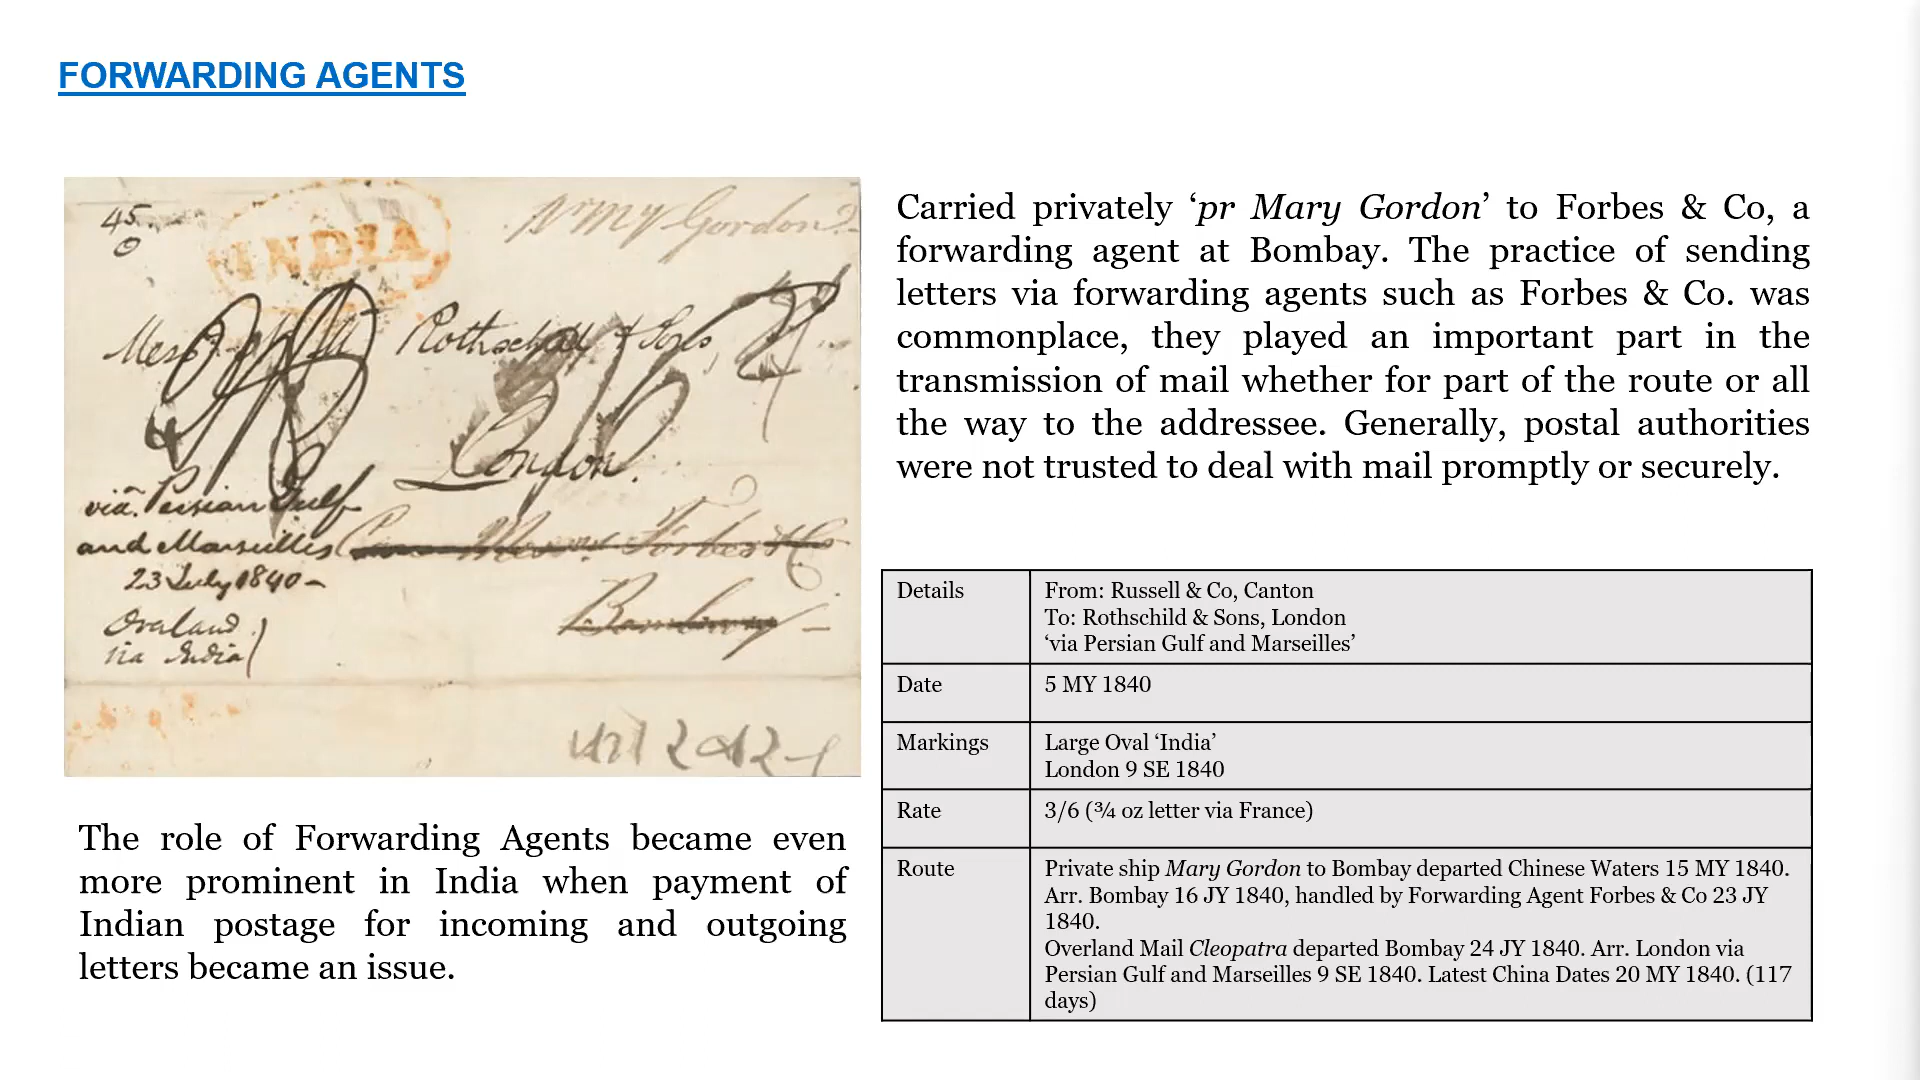 FORWARDING AGENTS
45
INDIA
pr My Gordon
Messrs Rothschild & Sons
3/6
London.
via Persian Gulf
and Marseilles Care Messrs Forbes & Co
23 July 1840 -
Bombay -
Overland
via India
Carried privately ‘pr Mary Gordon’ to Forbes & Co, a
forwarding agent at Bombay. The practice of sending
letters via forwarding agents such as Forbes & Co. was
commonplace, they played an important part in the
transmission of mail whether for part of the route or all
the way to the addressee. Generally, postal authorities
were not trusted to deal with mail promptly or securely.
The role of Forwarding Agents became even
more prominent in India when payment of
Indian postage for incoming and outgoing
letters became an issue.
Details
From: Russell & Co, Canton
To: Rothschild & Sons, London
‘via Persian Gulf and Marseilles’
Date
5 MY 1840
Markings
Large Oval ‘India’
London 9 SE 1840
Rate
3/6 (¾ oz letter via France)
Route
Private ship Mary Gordon to Bombay departed Chinese Waters 15 MY 1840.
Arr. Bombay 16 JY 1840, handled by Forwarding Agent Forbes & Co 23 JY
1840.
Overland Mail Cleopatra departed Bombay 24 JY 1840. Arr. London via
Persian Gulf and Marseilles 9 SE 1840. Latest China Dates 20 MY 1840. (117
days)